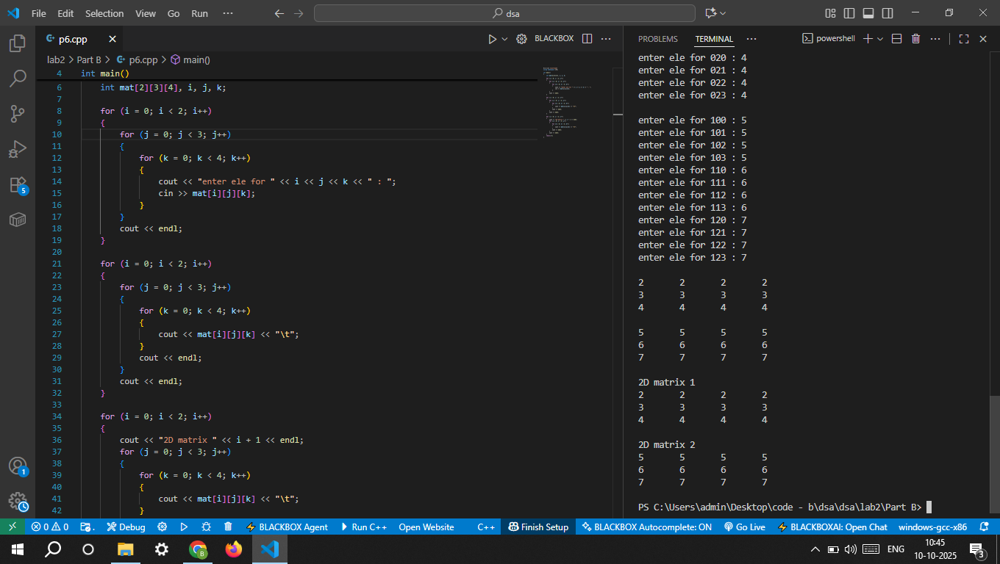 File Edit Selection View Go Run ··· dsa
p6.cpp
BLACKBOX
lab2 > Part B > p6.cpp > main()
4 int main()
6 int mat[2][3][4], i, j, k;
7
8 for (i = 0; i < 2; i++)
9 {
10 for (j = 0; j < 3; j++)
11 {
12 for (k = 0; k < 4; k++)
13 {
14 cout << "enter ele for " << i << j << k << " : ";
15 cin >> mat[i][j][k];
16 }
17 }
18 cout << endl;
19 }
20
21 for (i = 0; i < 2; i++)
22 {
23 for (j = 0; j < 3; j++)
24 {
25 for (k = 0; k < 4; k++)
26 {
27 cout << mat[i][j][k] << "\t";
28 }
29 cout << endl;
30 }
31 cout << endl;
32 }
33
34 for (i = 0; i < 2; i++)
35 {
36 cout << "2D matrix " << i + 1 << endl;
37 for (j = 0; j < 3; j++)
38 {
39 for (k = 0; k < 4; k++)
40 {
41 cout << mat[i][j][k] << "\t";
42 }
PROBLEMS TERMINAL ··· powershell
enter ele for 020 : 4
enter ele for 021 : 4
enter ele for 022 : 4
enter ele for 023 : 4
enter ele for 100 : 5
enter ele for 101 : 5
enter ele for 102 : 5
enter ele for 103 : 5
enter ele for 110 : 6
enter ele for 111 : 6
enter ele for 112 : 6
enter ele for 113 : 6
enter ele for 120 : 7
enter ele for 121 : 7
enter ele for 122 : 7
enter ele for 123 : 7
2 2 2 2
3 3 3 3
4 4 4 4
5 5 5 5
6 6 6 6
7 7 7 7
2D matrix 1
2 2 2 2
3 3 3 3
4 4 4 4
2D matrix 2
5 5 5 5
6 6 6 6
7 7 7 7
PS C:\Users\admin\Desktop\code - b\dsa\dsa\lab2\Part B>
5
1
0 0 . Debug BLACKBOX Agent Run C++ Open Website C++ Finish Setup BLACKBOX Autocomplete: ON Go Live BLACKBOXAI: Open Chat windows-gcc-x86
B
ENG
10:45
10-10-2025
3